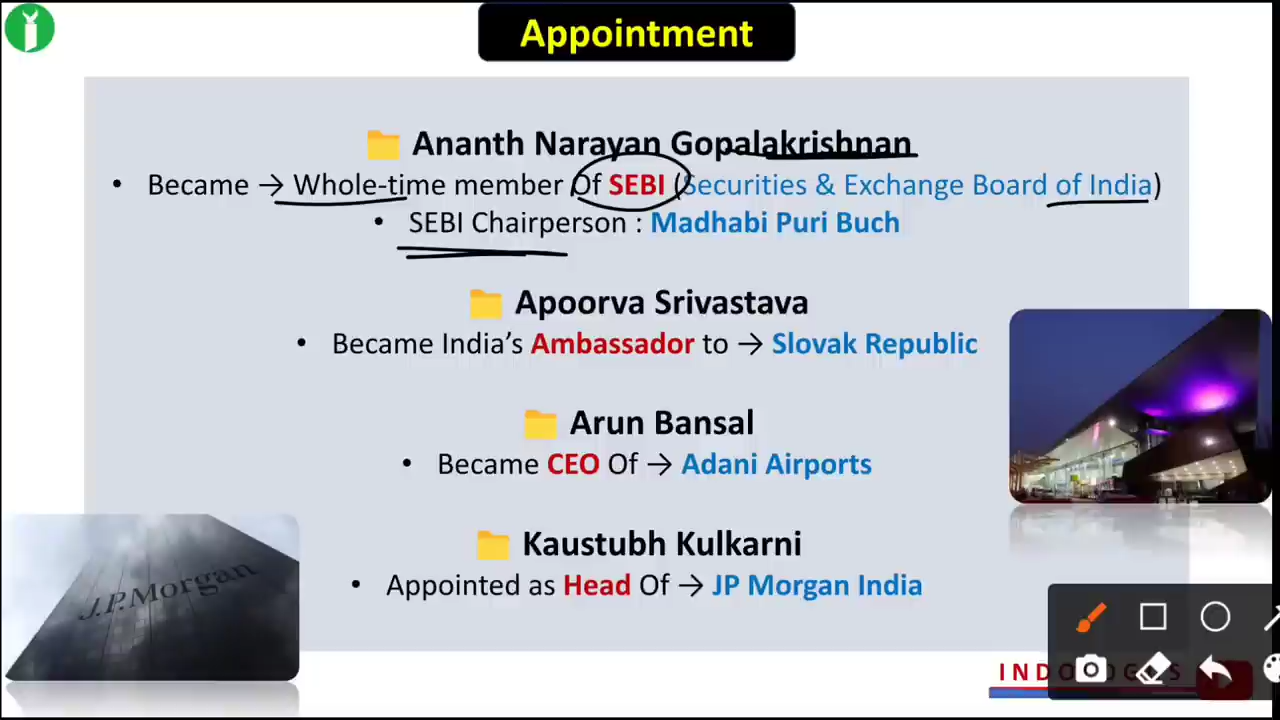 Appointment
Ananth Narayan Gopalakrishnan
• Became → Whole-time member Of SEBI (Securities & Exchange Board of India)
• SEBI Chairperson : Madhabi Puri Buch
Apoorva Srivastava
• Became India's Ambassador to → Slovak Republic
Arun Bansal
• Became CEO Of → Adani Airports
Kaustubh Kulkarni
• Appointed as Head Of → JP Morgan India
J.P.Morgan